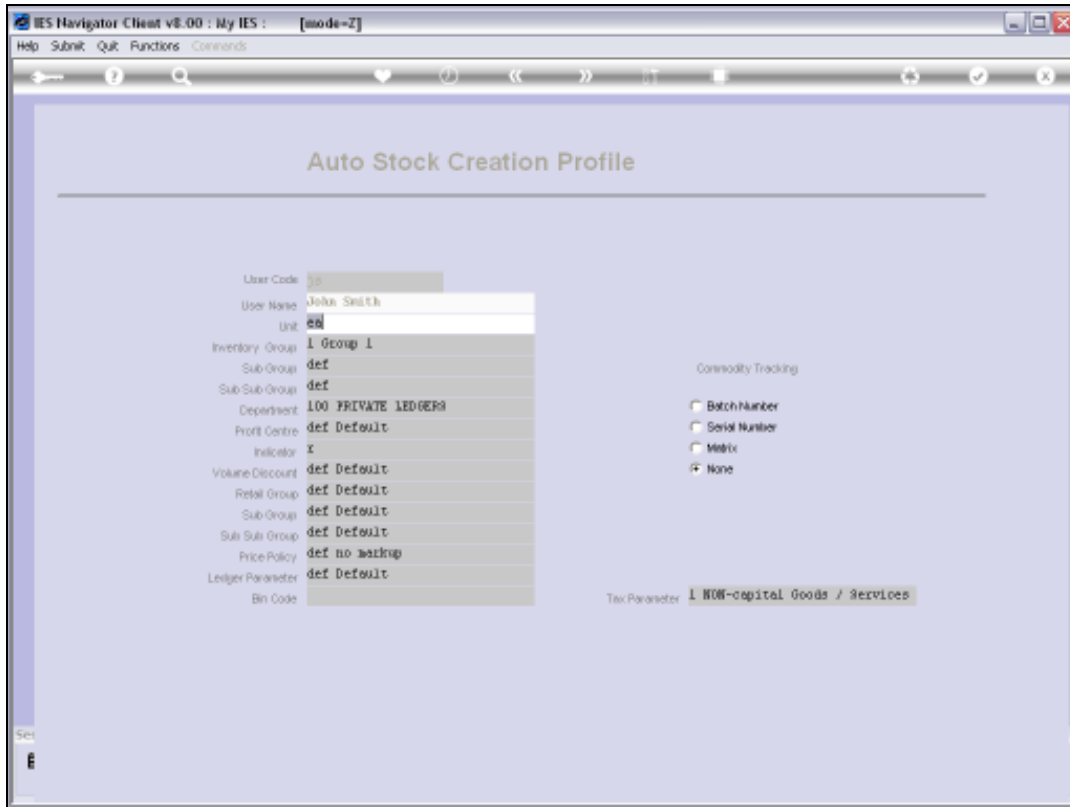 IES Navigator Client v8.00 : My IES : [mode=Z]
Help Submit Quit Functions Commands
Auto Stock Creation Profile
User Code js
User Name John Smith
Unit ea
Inventory Group 1 Group 1
Sub Group def
Commodity Tracking
Sub Sub Group def
Department 100 PRIVATE LEDGERS
Batch Number
Profit Centre def Default
Serial Number
Indicator x
Matrix
Volume Discount def Default
None
Retail Group def Default
Sub Group def Default
Sub Sub Group def Default
Price Policy def no markup
Ledger Parameter def Default
Bin Code
Tax Parameter 1 NON-capital Goods / Services